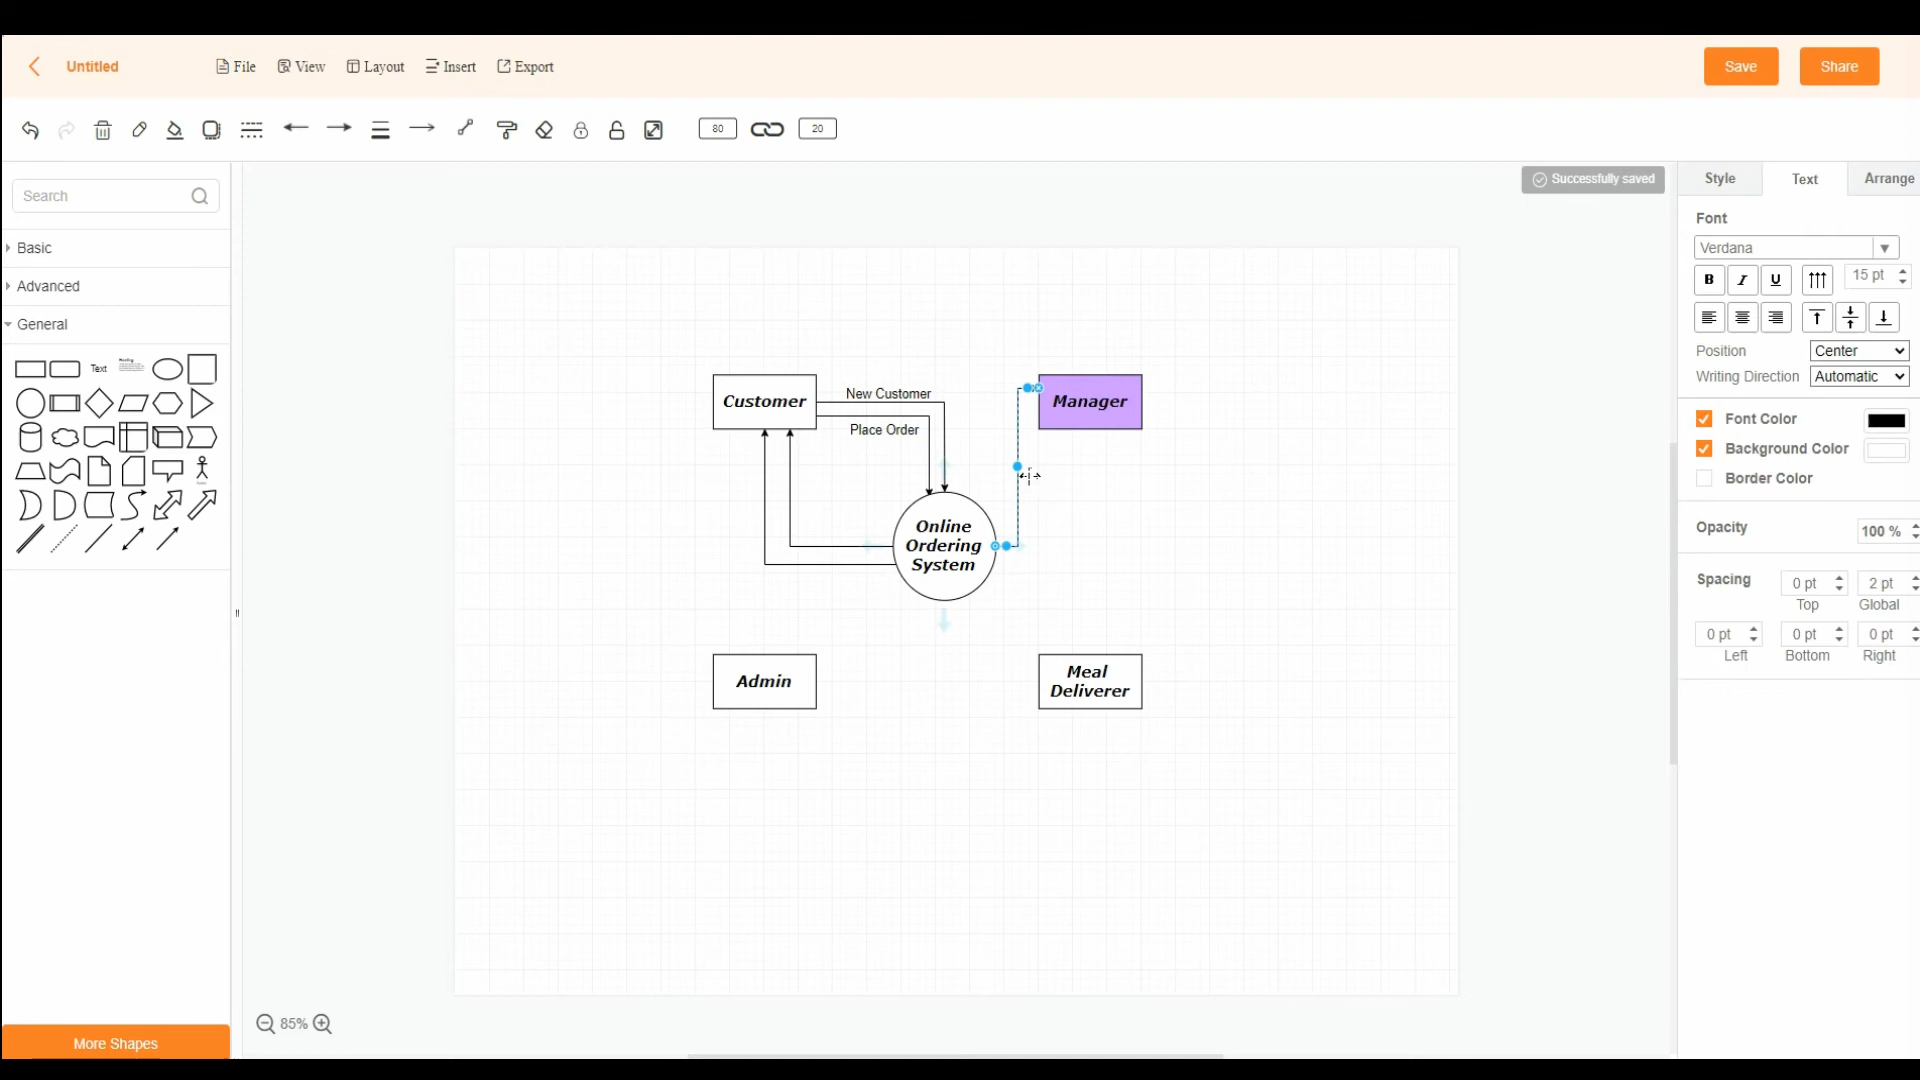 Untitled
File
View
Layout
Insert
Export
Save
Share
80
20
Search
Basic
Advanced
General
Text
More Shapes
Successfully saved
Customer
New Customer
Place Order
Manager
Online
Ordering
System
Admin
Meal
Deliverer
85%
Style
Text
Arrange
Font
Verdana
B
I
U
15 pt
Position
Center
Writing Direction
Automatic
Font Color
Background Color
Border Color
Opacity
100 %
Spacing
0 pt
2 pt
Top
Global
0 pt
0 pt
0 pt
Left
Bottom
Right